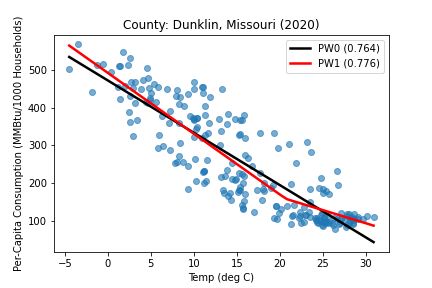 County: Dunklin, Missouri (2020)
PW0 (0.764)
PW1 (0.776)
Per-Capita Consumption (MMBtu/1000 Households)
500
400
300
200
100
−5
0
5
10
15
20
25
30
Temp (deg C)